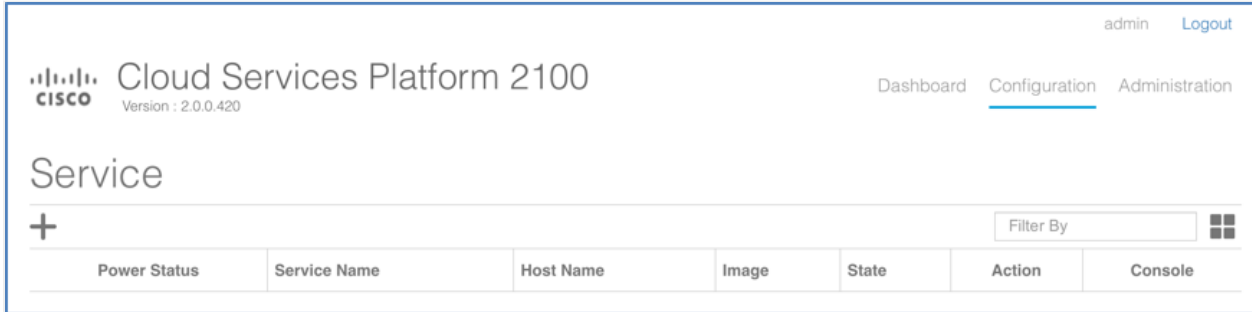 admin Logout
CISCO Cloud Services Platform 2100
Version : 2.0.0.420
Dashboard Configuration Administration
Service
Filter By
Power Status Service Name Host Name Image State Action Console